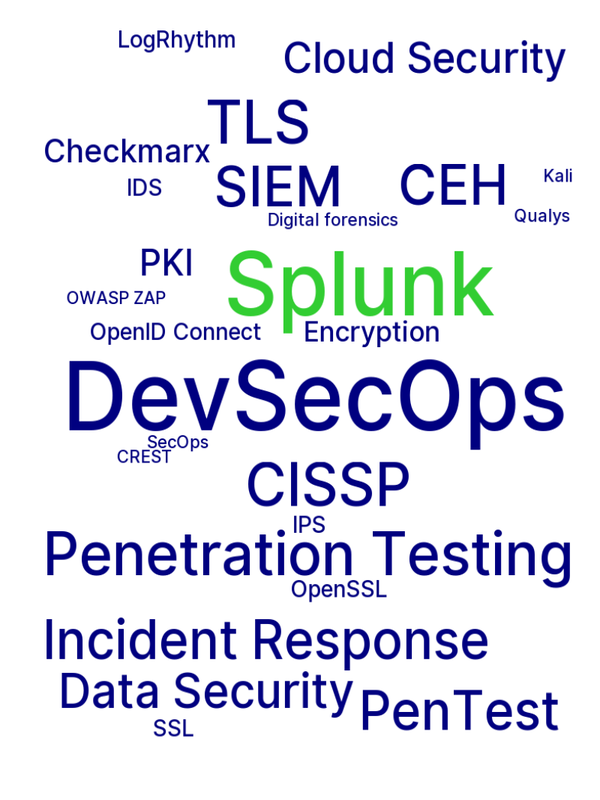 LogRhythm
Cloud Security
TLS
Checkmarx
SIEM
CEH
Kali
IDS
Digital forensics
Qualys
PKI
Splunk
OWASP ZAP
OpenID Connect
Encryption
DevSecOps
SecOps
CREST
CISSP
IPS
Penetration Testing
OpenSSL
Incident Response
Data Security
PenTest
SSL